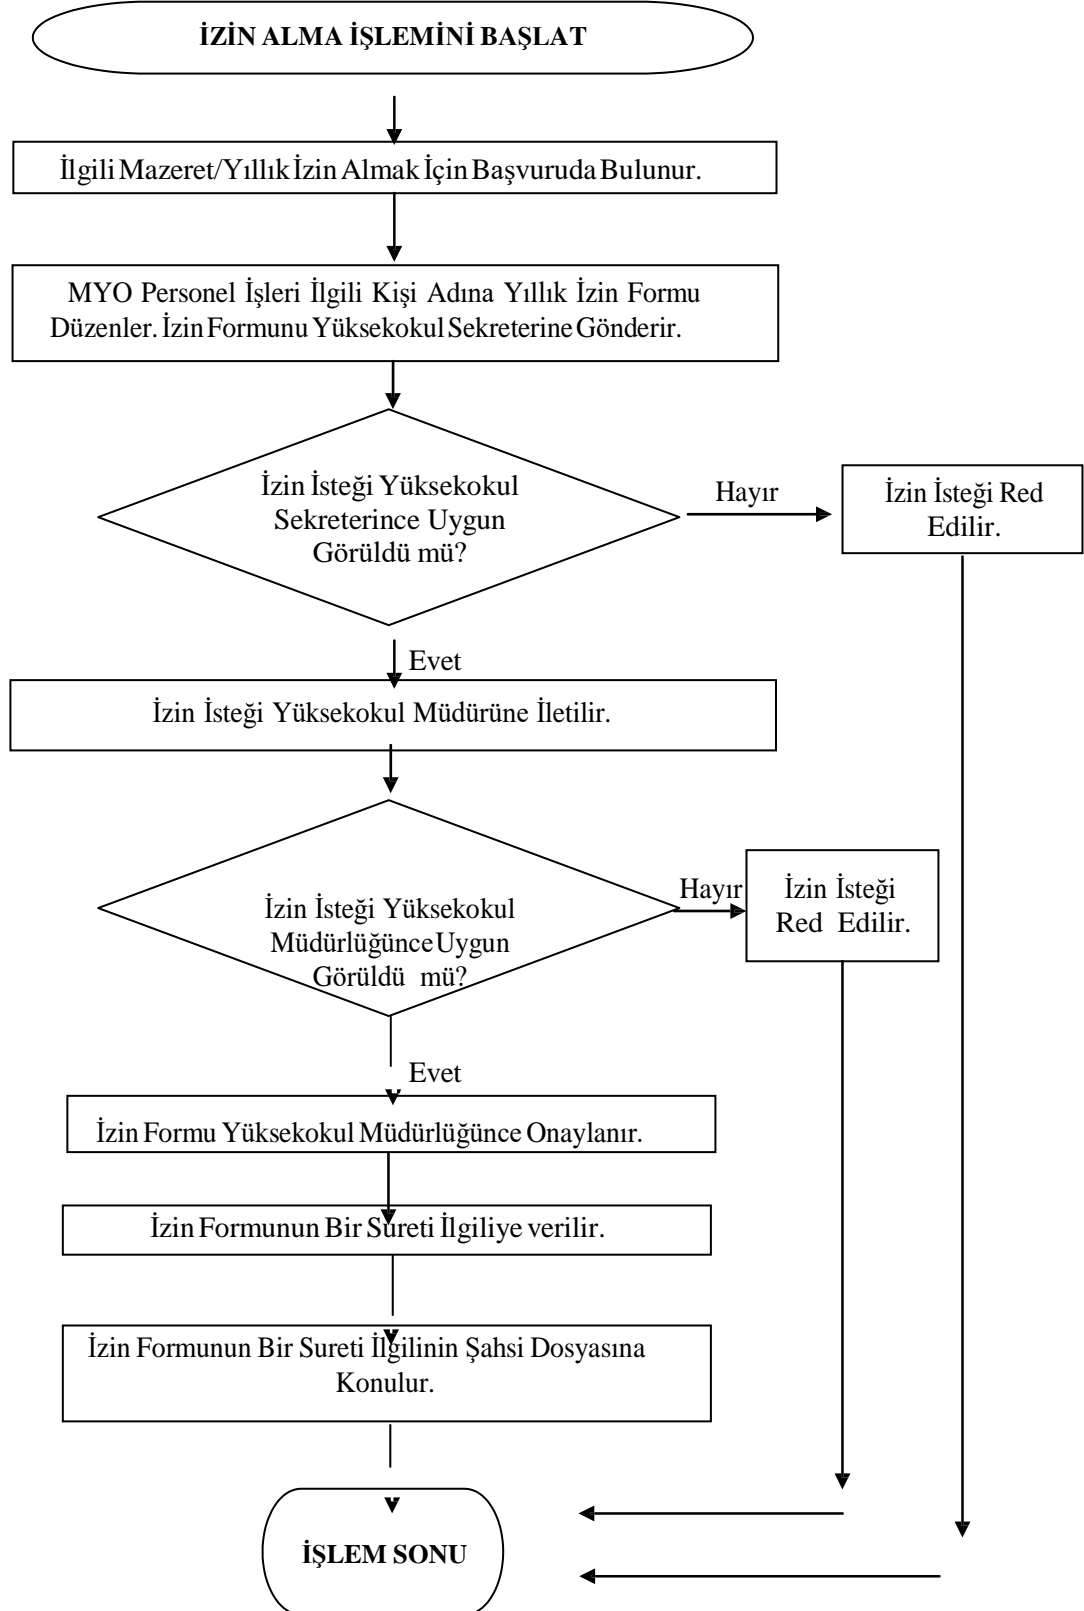 İZİN ALMA İŞLEMİNİ BAŞLAT
İlgili Mazeret/Yıllık İzin Almak İçin Başvuruda Bulunur.
MYO Personel İşleri İlgili Kişi Adına Yıllık İzin Formu
Düzenler. İzin Formunu Yüksekokul Sekreterine Gönderir.
İzin İsteği Yüksekokul
Sekreterince Uygun
Görüldü mü?
Hayır
İzin İsteği Red
Edilir.
Evet
İzin İsteği Yüksekokul Müdürüne İletilir.
İzin İsteği Yüksekokul
Müdürlüğünce Uygun
Görüldü mü?
Hayır
İzin İsteği
Red Edilir.
Evet
İzin Formu Yüksekokul Müdürlüğünce Onaylanır.
İzin Formunun Bir Sureti İlgiliye verilir.
İzin Formunun Bir Sureti İlgilinin Şahsi Dosyasına
Konulur.
İŞLEM SONU